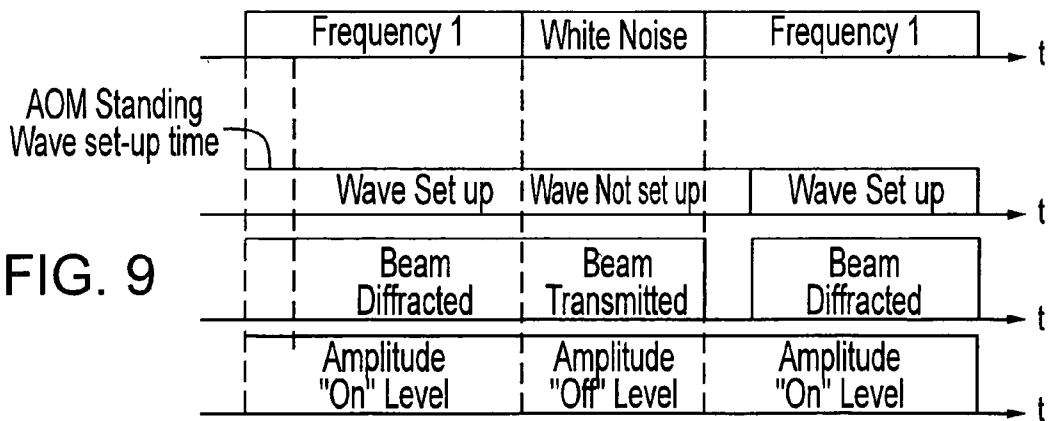 Frequency 1 White Noise Frequency 1
t
AOM Standing
Wave set-up time
Wave Set up Wave Not set up Wave Set up
t
FIG. 9
Beam Beam Beam
Diffracted Transmitted Diffracted
t
Amplitude Amplitude Amplitude
"On" Level "Off" Level "On" Level
t